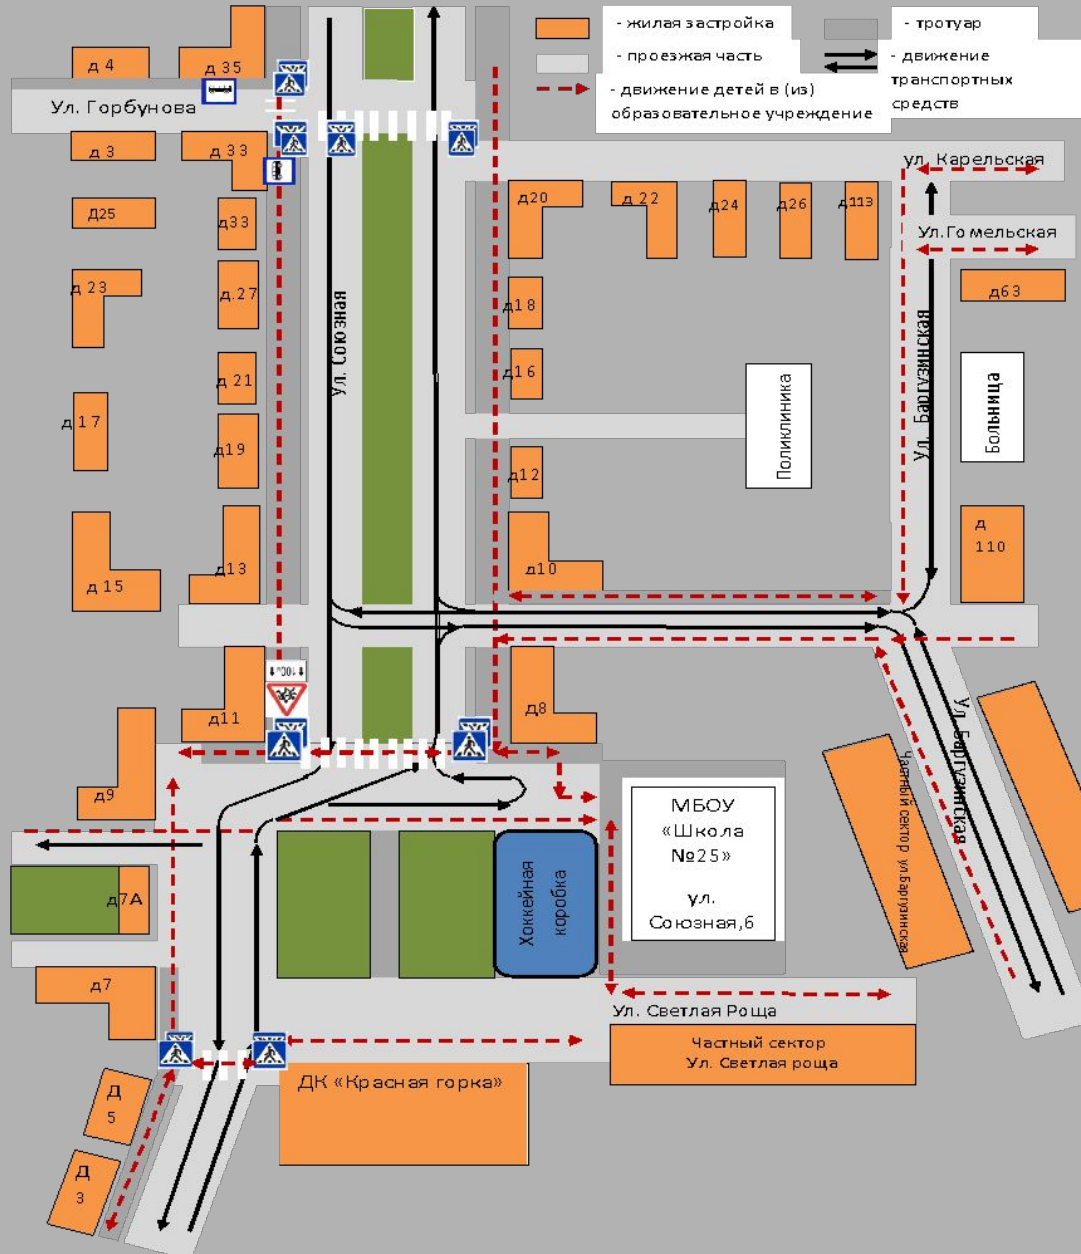 - жилая застройка
- тротуар
- проезжая часть
- движение
транспортных
средств
- движение детей в (из)
образовательное учреждение
д 4
д 35
Ул. Горбунова
д 3
д 33
ул. Карельская
Д25
д33
д20
д 22
д24
д26
д113
Ул.Гомельская
д 23
д.27
Ул. Союзная
д18
д63
д 21
д16
Ул. Баргузинская
Поликлиника
Больница
д 17
д19
д12
д 15
д13
д10
д
110
100м
д11
д8
д9
Ул. Баргузинская
Частный сектор ул.Баргузинская
МБОУ
«Школа
№25»
ул.
Союзная,6
Хоккейная
коробка
д7А
д7
Ул. Светлая Роща
Частный сектор
Ул. Светлая роща
ДК «Красная горка»
Д
5
Д
3